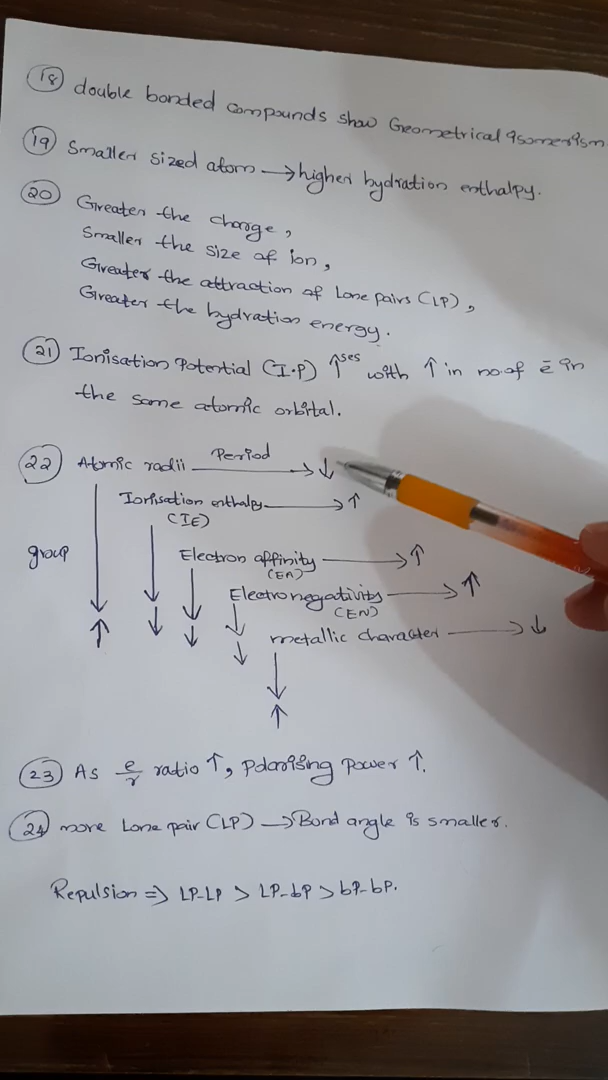 18 double bonded compounds show Geometrical isomerism
19 Smaller sized atom → higher hydration enthalpy.
20 Greater the charge,
Smaller the size of ion,
Greater the attraction of Lone pairs (LP),
Greater the hydration energy.
21 Ionisation Potential (I.P) ↑ses with ↑ in no.of ē in
the same atomic orbital.
22 Atomic radii Period → ↓
Ionisation enthalpy → ↑
(IE)
group
Electron affinity → ↑
(EA)
Electronegativity → ↑
(EN)
↑ ↓ ↓ ↓
metallic character → ↓
↑
23 As e/r ratio ↑, Polarising Power ↑.
24 more Lone pair (LP) → Bond angle is smaller.
Repulsion ⇒ LP-LP > LP-bP > bP-bP.